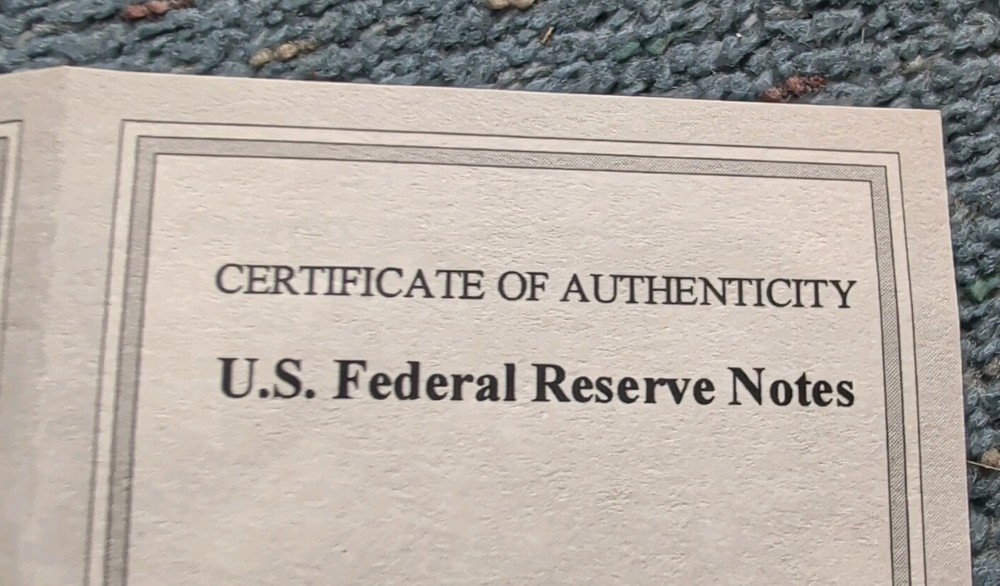 CERTIFICATE OF AUTHENTICITY
U.S. Federal Reserve Notes